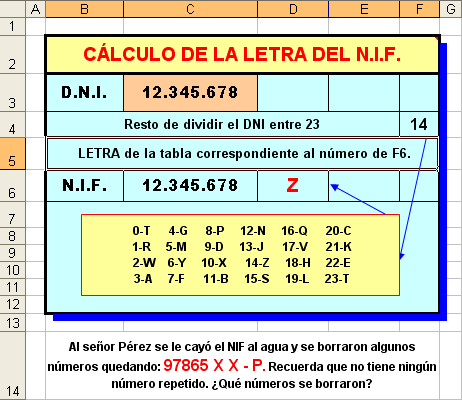 A B C D E F G
1
2 CÁLCULO DE LA LETRA DEL N.I.F.
3 D.N.I. 12.345.678
4 Resto de dividir el DNI entre 23 14
5 LETRA de la tabla correspondiente al número de F6.
6 N.I.F. 12.345.678 Z
7
8 0-T 4-G 8-P 12-N 16-Q 20-C
9 1-R 5-M 9-D 13-J 17-V 21-K
10 2-W 6-Y 10-X 14-Z 18-H 22-E
11 3-A 7-F 11-B 15-S 19-L 23-T
12
13
Al señor Pérez se le cayó el NIF al agua y se borraron algunos
números quedando: 97865 X X - P. Recuerda que no tiene ningún
14 número repetido. ¿Qué números se borraron?